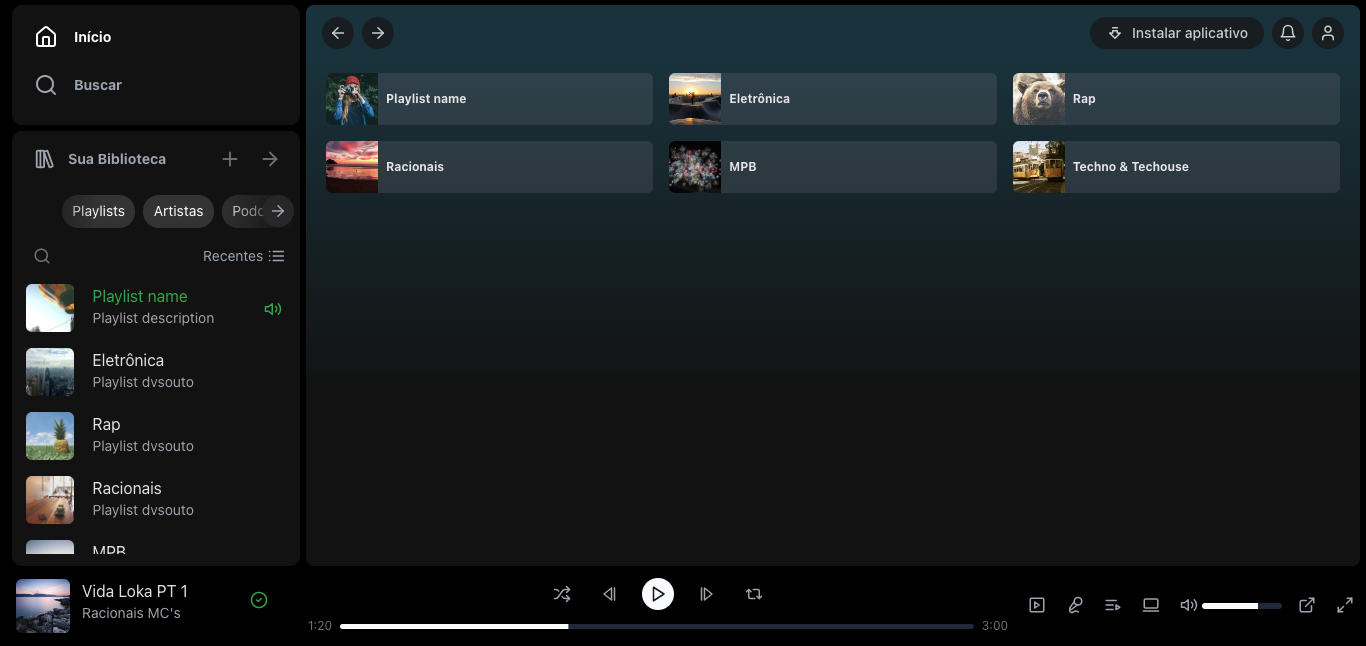 Início
Buscar
Sua Biblioteca
Playlists
Artistas
Recentes
Playlist name
Playlist description
Eletrônica
Playlist dvsouto
Rap
Playlist dvsouto
Racionais
Playlist dvsouto
MPB
Instalar aplicativo
Playlist name
Eletrônica
Rap
Racionais
MPB
Techno & Techouse
Vida Loka PT 1
Racionais MC's
1:20
3:00